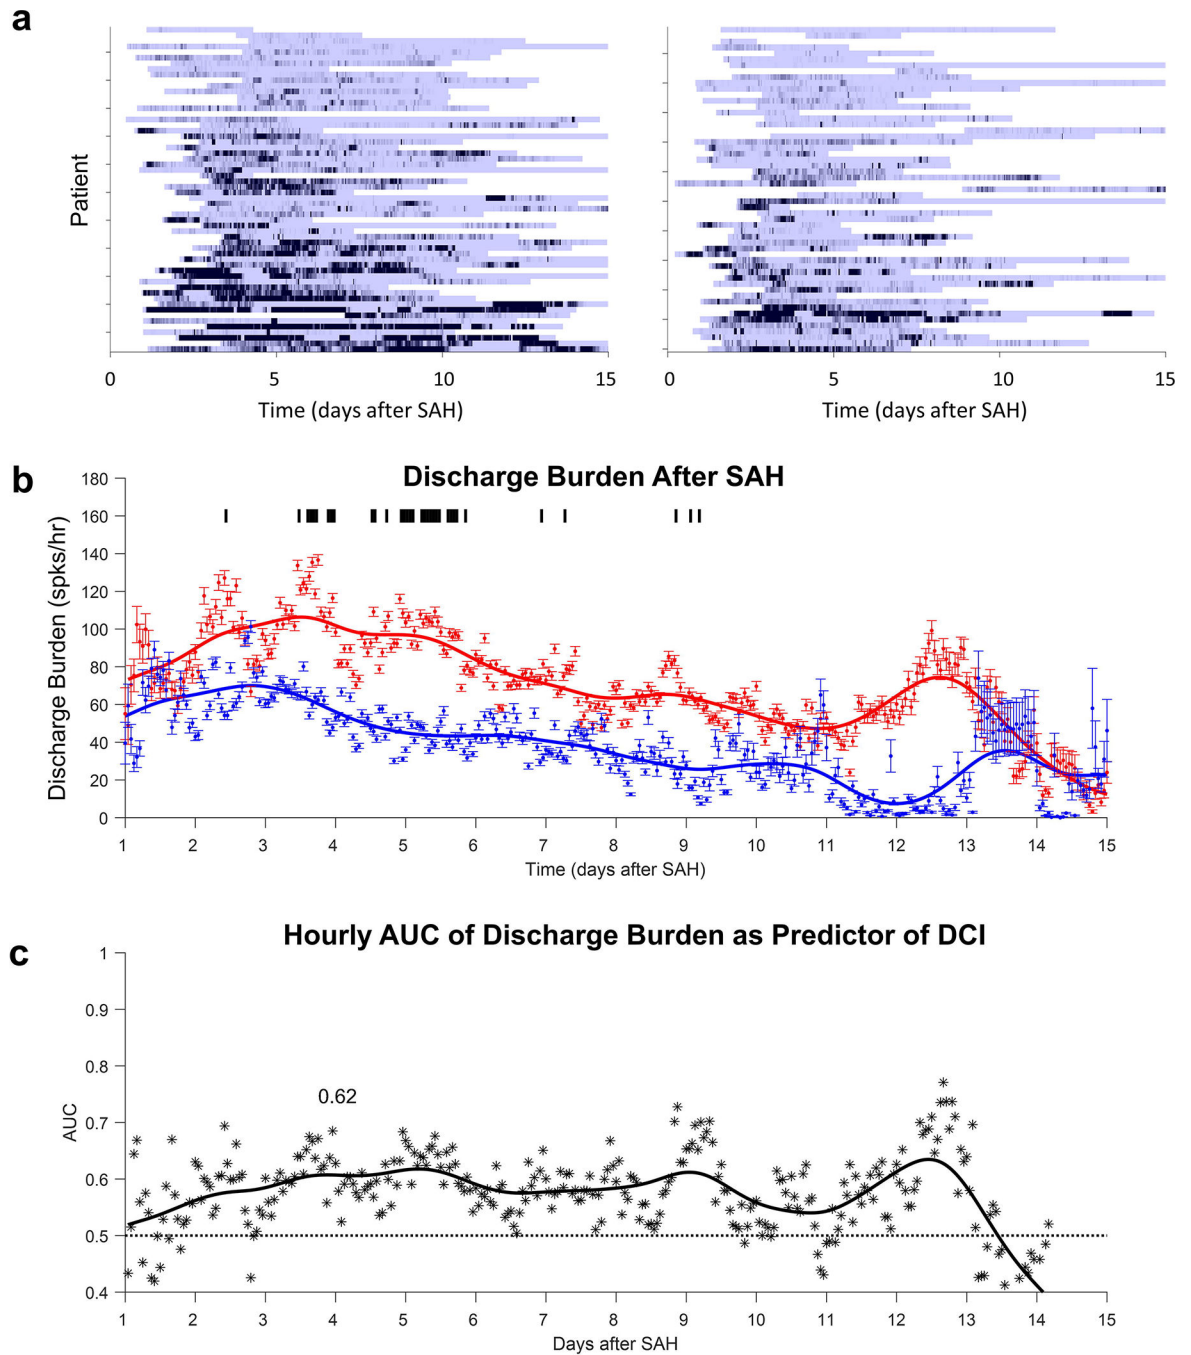 a
Patient
0 5 10 15
0 5 10 15
Time (days after SAH)
Time (days after SAH)
b
Discharge Burden After SAH
Discharge Burden (spks/hr)
180
160
140
120
100
80
60
40
20
0
1 2 3 4 5 6 7 8 9 10 11 12 13 14 15
Time (days after SAH)
c
Hourly AUC of Discharge Burden as Predictor of DCI
AUC
1
0.9
0.8
0.62
0.7
0.6
0.5
0.4
1 2 3 4 5 6 7 8 9 10 11 12 13 14 15
Days after SAH